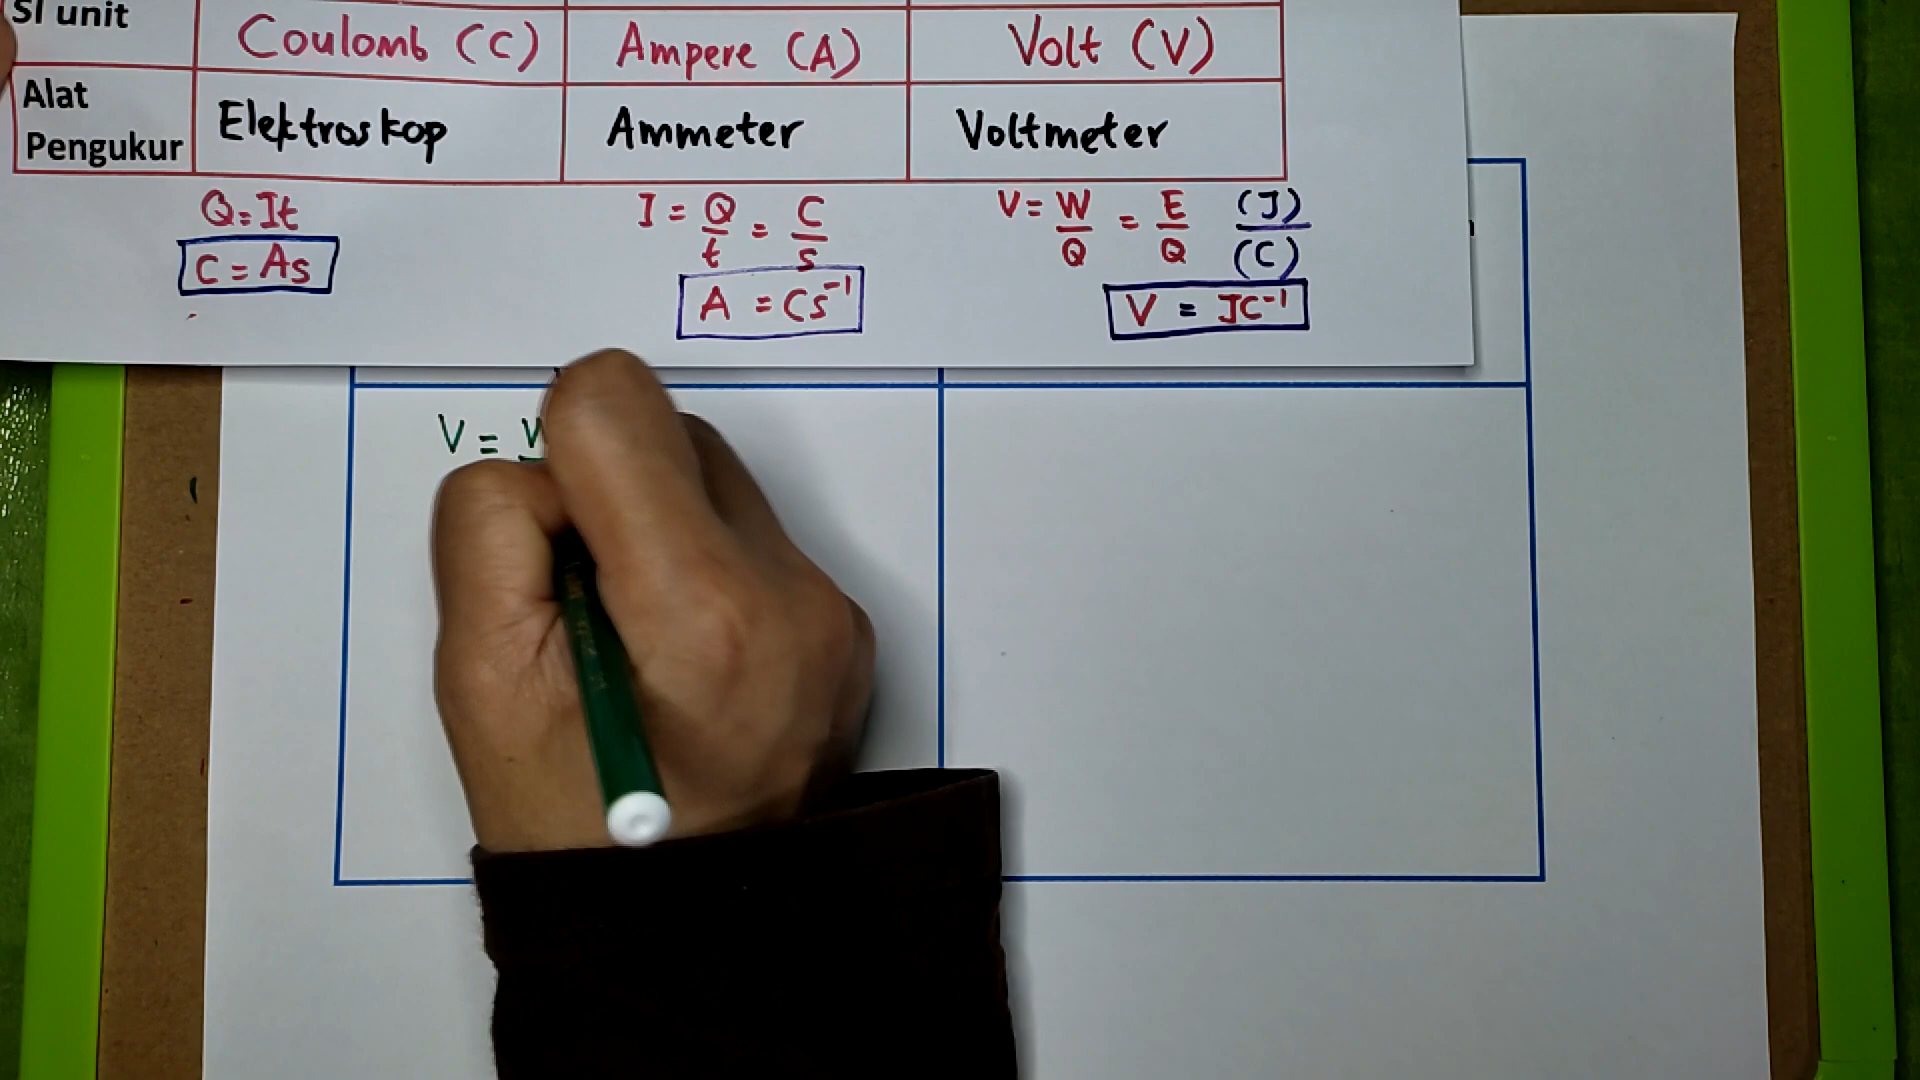 SI unit Coulomb (C) Ampere (A) Volt (V)
Alat Pengukur Elektroskop Ammeter Voltmeter
Q = It I = Q/t = C/s V = W/Q = E/Q (J)/(C)
C = As A = Cs⁻¹ V = JC⁻¹
V =